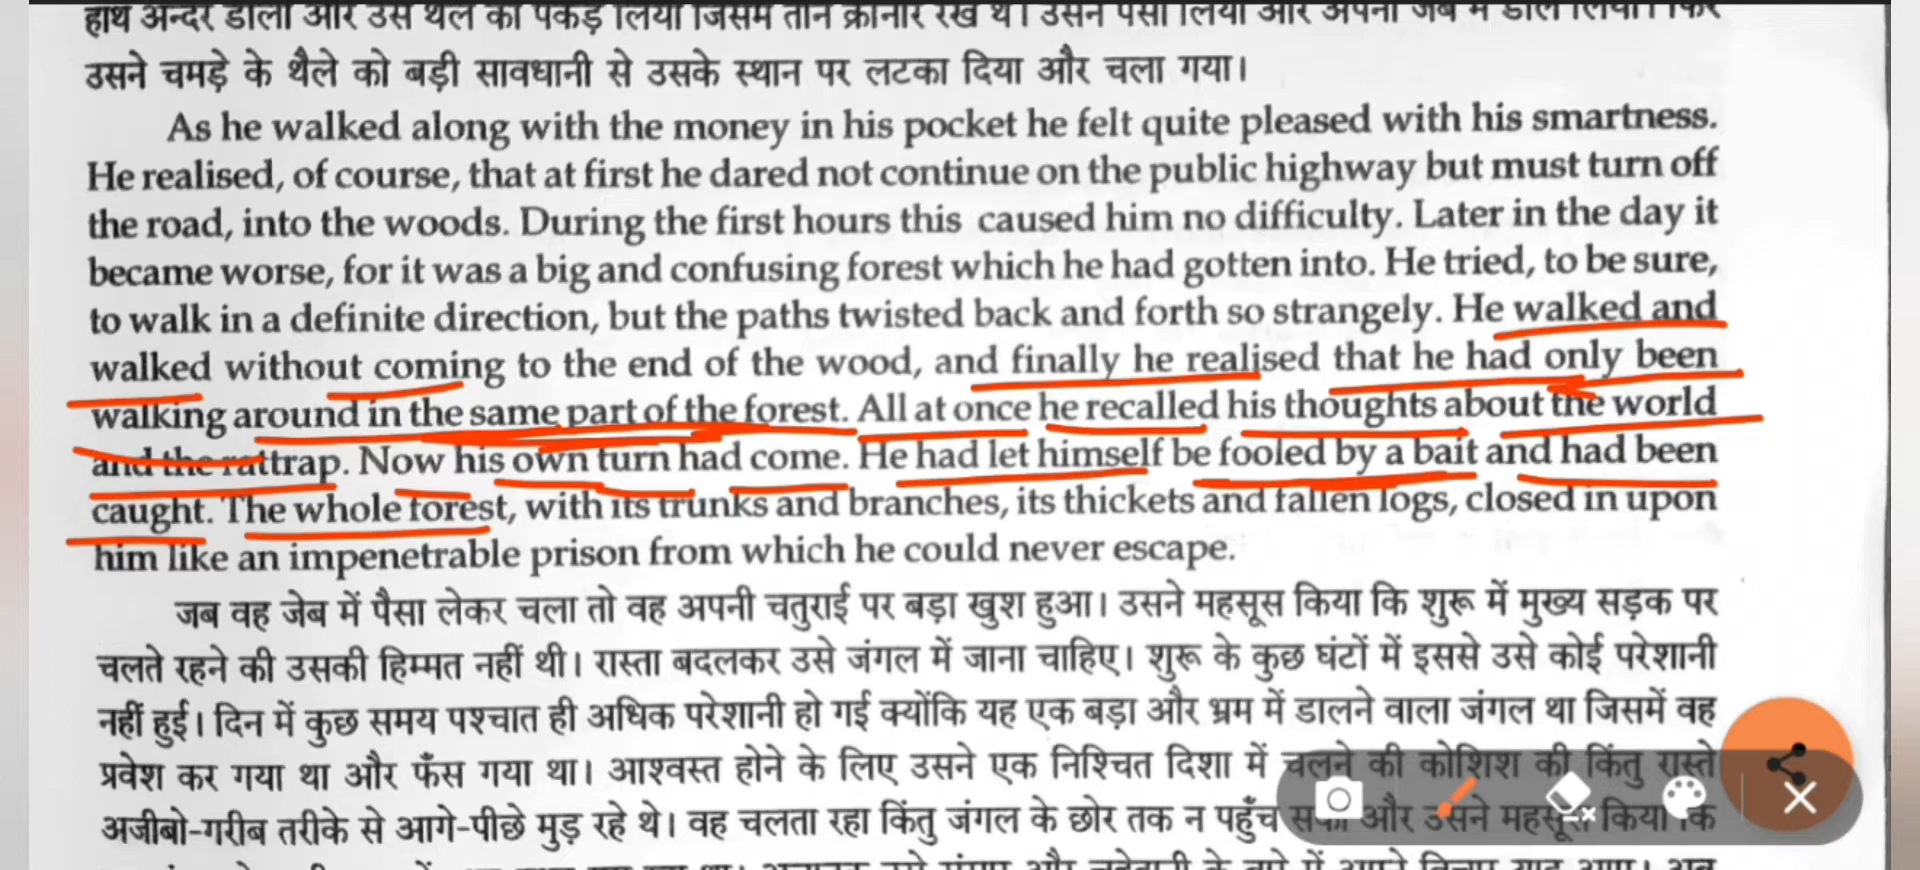 हाथ अन्दर डाला और उस थैले को पकड़ लिया जिसमें तीन क्रोनोर रखे थे। उसने पैसा लिया और अपनी जेब में डाल लिया। फिर
उसने चमड़े के थैले को बड़ी सावधानी से उसके स्थान पर लटका दिया और चला गया।
As he walked along with the money in his pocket he felt quite pleased with his smartness.
He realised, of course, that at first he dared not continue on the public highway but must turn off
the road, into the woods. During the first hours this caused him no difficulty. Later in the day it
became worse, for it was a big and confusing forest which he had gotten into. He tried, to be sure,
to walk in a definite direction, but the paths twisted back and forth so strangely. He walked and
walked without coming to the end of the wood, and finally he realised that he had only been
walking around in the same part of the forest. All at once he recalled his thoughts about the world
and the rattrap. Now his own turn had come. He had let himself be fooled by a bait and had been
caught. The whole forest, with its trunks and branches, its thickets and fallen logs, closed in upon
him like an impenetrable prison from which he could never escape.
जब वह जेब में पैसा लेकर चला तो वह अपनी चतुराई पर बड़ा खुश हुआ। उसने महसूस किया कि शुरू में मुख्य सड़क पर
चलते रहने की उसकी हिम्मत नहीं थी। रास्ता बदलकर उसे जंगल में जाना चाहिए। शुरू के कुछ घंटों में इससे उसे कोई परेशानी
नहीं हुई। दिन में कुछ समय पश्चात ही अधिक परेशानी हो गई क्योंकि यह एक बड़ा और भ्रम में डालने वाला जंगल था जिसमें वह
प्रवेश कर गया था और फँस गया था। आश्वस्त होने के लिए उसने एक निश्चित दिशा में चलने की कोशिश की किंतु रास्ते
अजीबो-गरीब तरीके से आगे-पीछे मुड़ रहे थे। वह चलता रहा किंतु जंगल के छोर तक न पहुँच सका और उसने महसूस किया कि